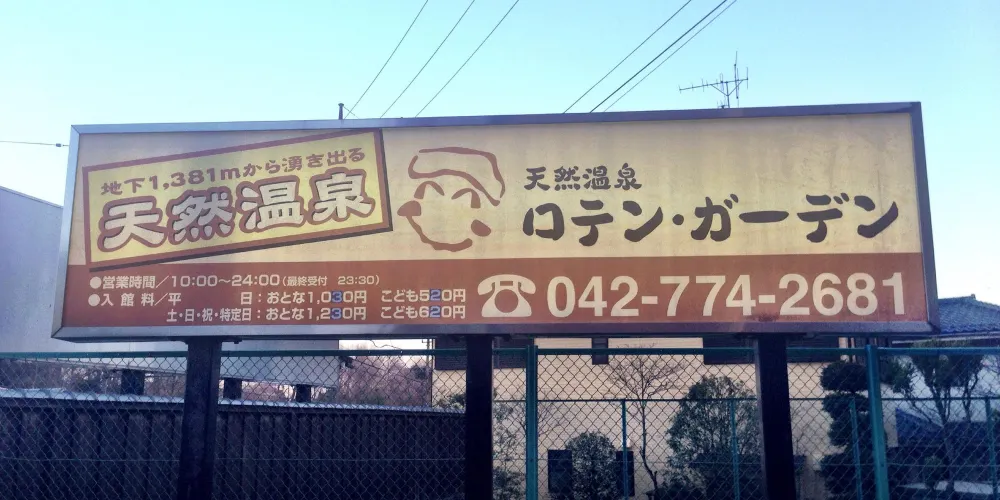 地下1,381mから湧き出る
天然温泉
天然温泉
ロテン・ガーデン
●営業時間/10:00～24:00(最終受付 23:30)
●入館料/平 日：おとな1,030円 こども520円
土・日・祝・特定日：おとな1,230円 こども620円
☎042-774-2681